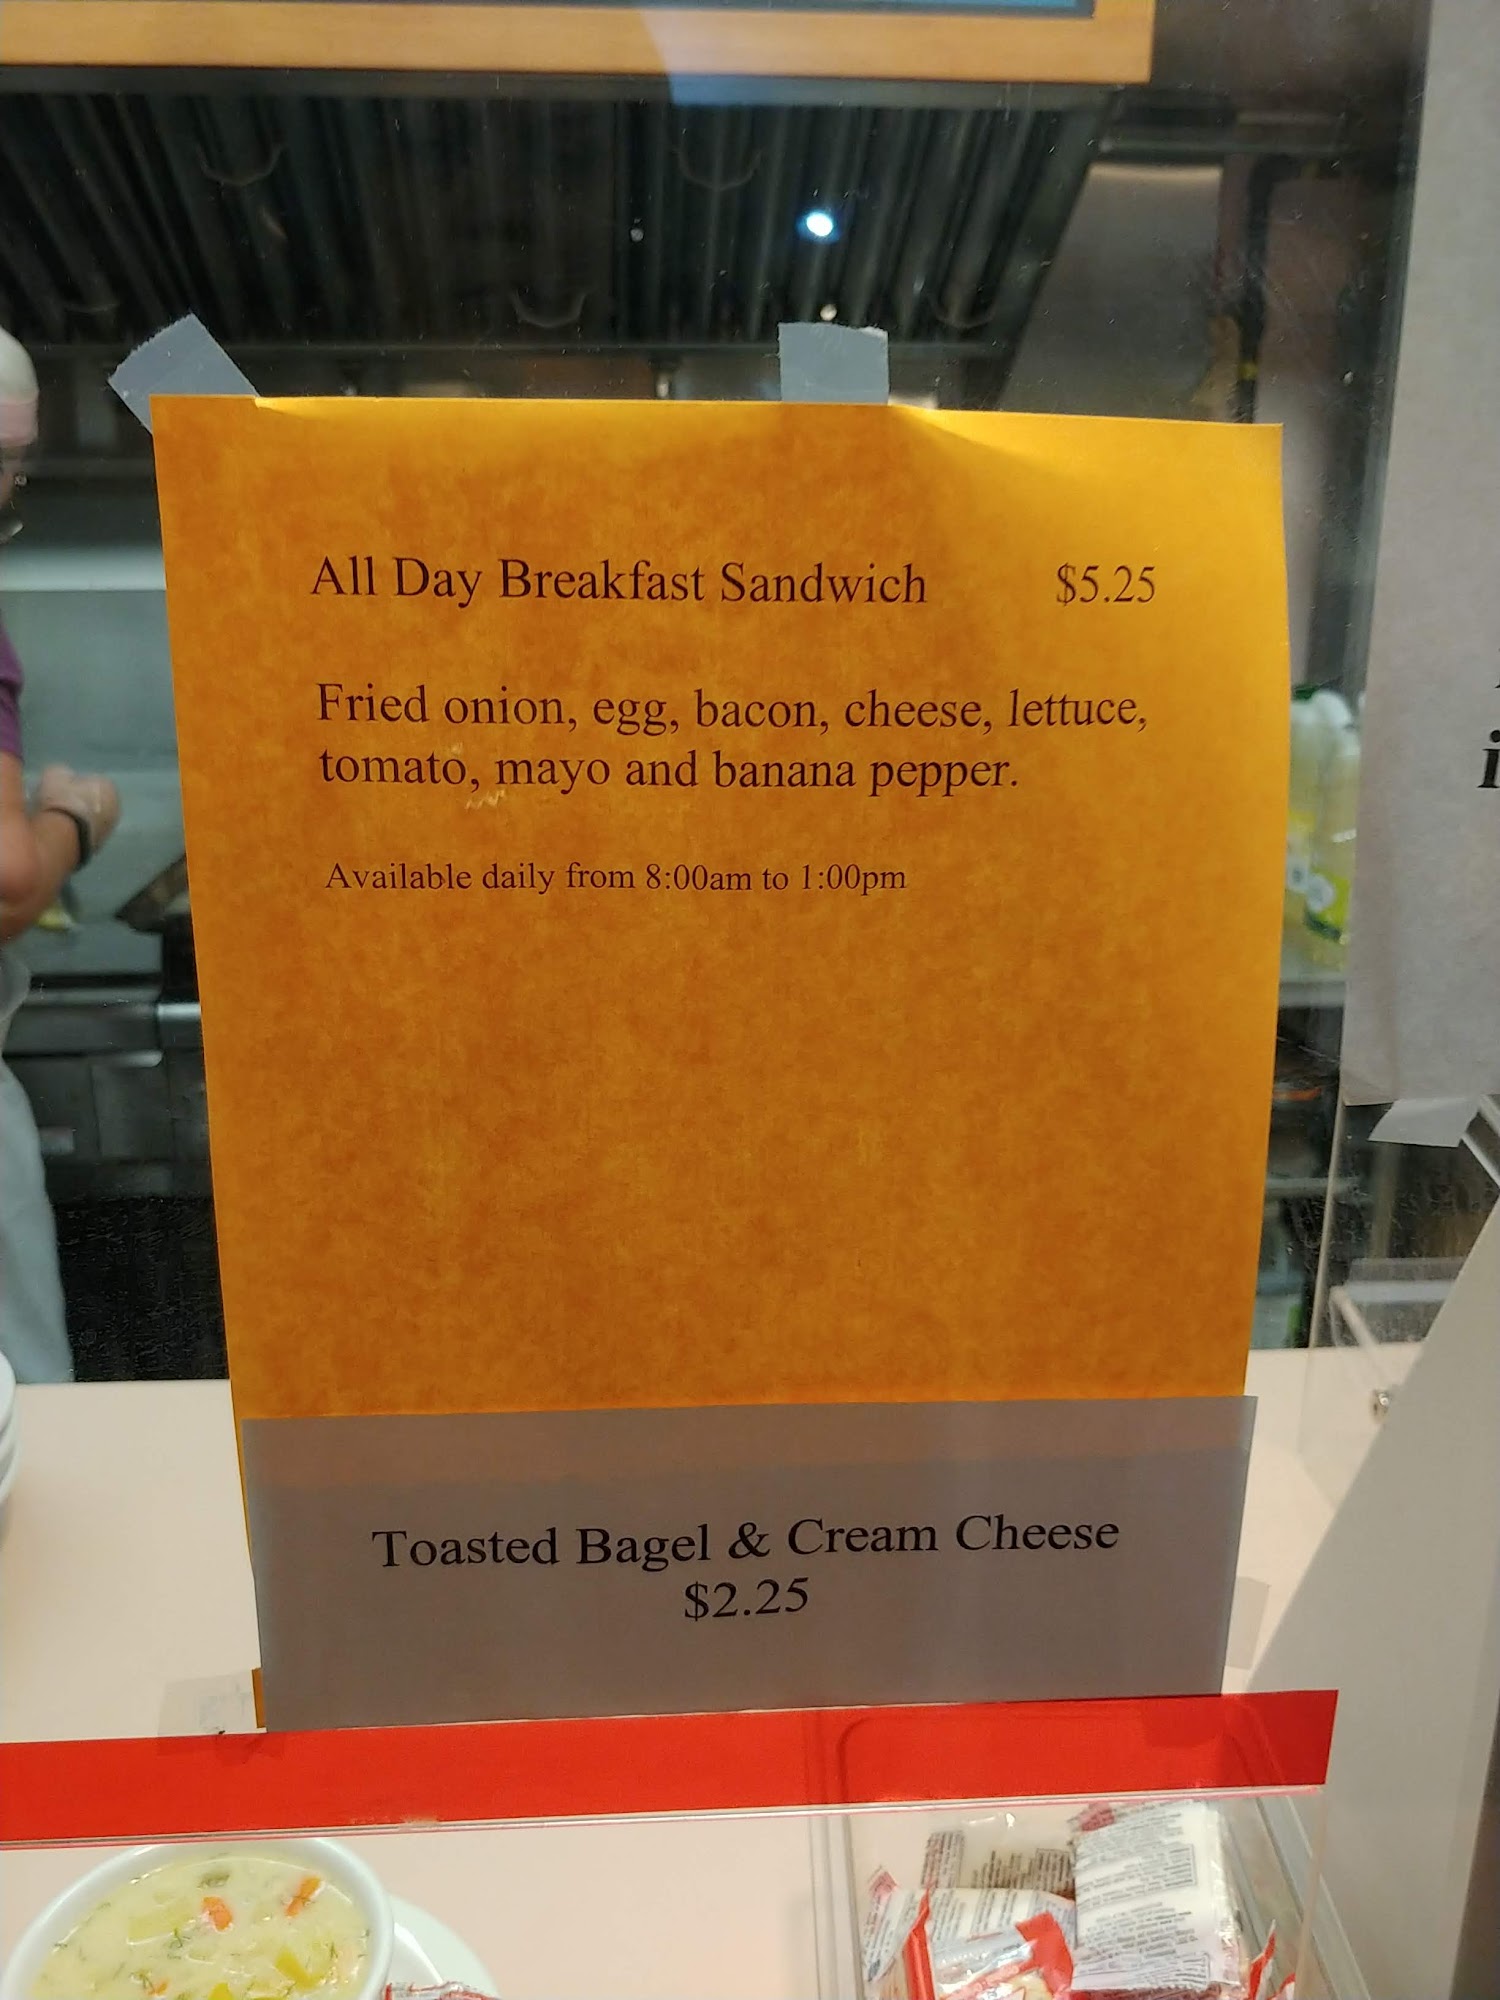 All Day Breakfast Sandwich $5.25
Fried onion, egg, bacon, cheese, lettuce,
tomato, mayo and banana pepper.
Available daily from 8:00am to 1:00pm
Toasted Bagel & Cream Cheese
$2.25